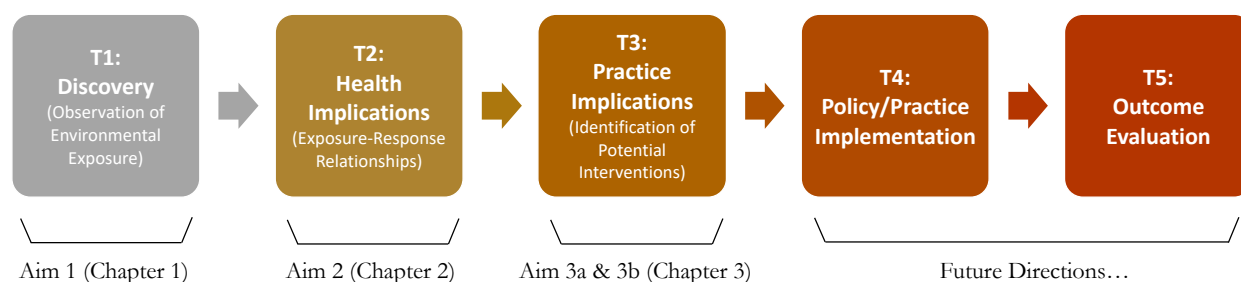 T1:
Discovery
(Observation of
Environmental
Exposure)
T2:
Health
Implications
(Exposure-Response
Relationships)
T3:
Practice
Implications
(Identification of
Potential
Interventions)
T4:
Policy/Practice
Implementation
T5:
Outcome
Evaluation
Aim 1 (Chapter 1)
Aim 2 (Chapter 2)
Aim 3a & 3b (Chapter 3)
Future Directions…